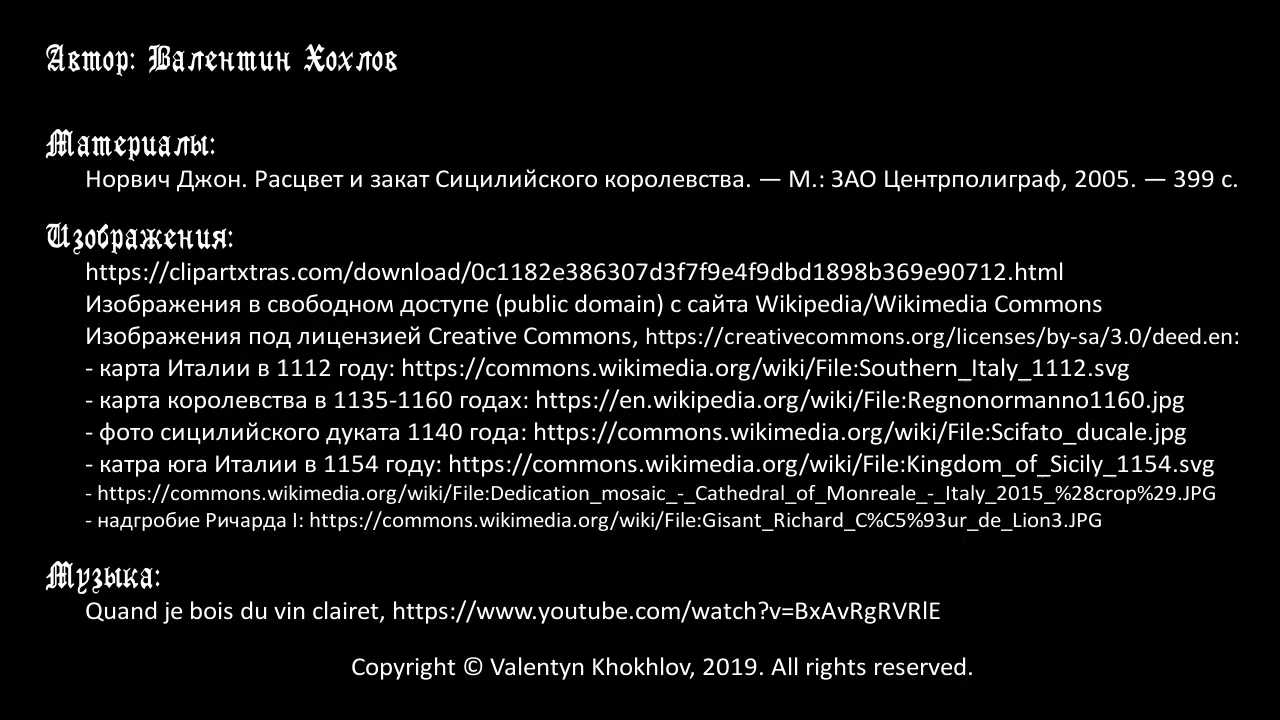 Автор: Валентин Хохлов
Материалы:
Норвич Джон. Расцвет и закат Сицилийского королевства. — М.: ЗАО Центрполиграф, 2005. — 399 с.
Изображения:
https://clipartxtras.com/download/0c1182e386307d3f7f9e4f9dbd1898b369e90712.html
Изображения в свободном доступе (public domain) с сайта Wikipedia/Wikimedia Commons
Изображения под лицензией Creative Commons, https://creativecommons.org/licenses/by-sa/3.0/deed.en:
- карта Италии в 1112 году: https://commons.wikimedia.org/wiki/File:Southern_Italy_1112.svg
- карта королевства в 1135-1160 годах: https://en.wikipedia.org/wiki/File:Regnonormanno1160.jpg
- фото сицилийского дуката 1140 года: https://commons.wikimedia.org/wiki/File:Scifato_ducale.jpg
- катра юга Италии в 1154 году: https://commons.wikimedia.org/wiki/File:Kingdom_of_Sicily_1154.svg
- https://commons.wikimedia.org/wiki/File:Dedication_mosaic_-_Cathedral_of_Monreale_-_Italy_2015_%28crop%29.JPG
- надгробие Ричарда I: https://commons.wikimedia.org/wiki/File:Gisant_Richard_C%C5%93ur_de_Lion3.JPG
Музыка:
Quand je bois du vin clairet, https://www.youtube.com/watch?v=BxAvRgRVRlE
Copyright © Valentyn Khokhlov, 2019. All rights reserved.